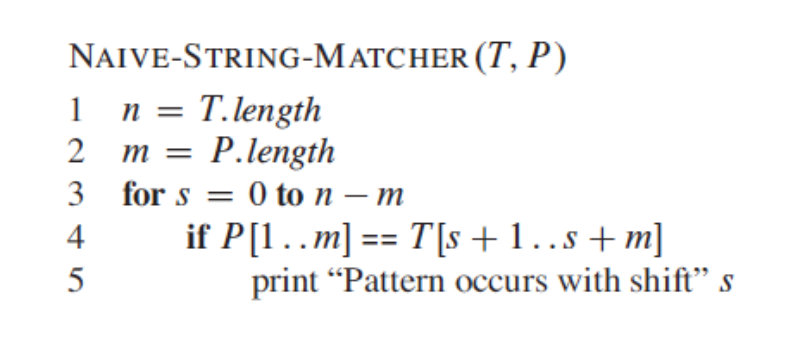 NAIVE-STRING-MATCHER(T, P)
1 n = T.length
2 m = P.length
3 for s = 0 to n − m
4 if P[1..m] == T[s + 1..s + m]
5 print “Pattern occurs with shift” s